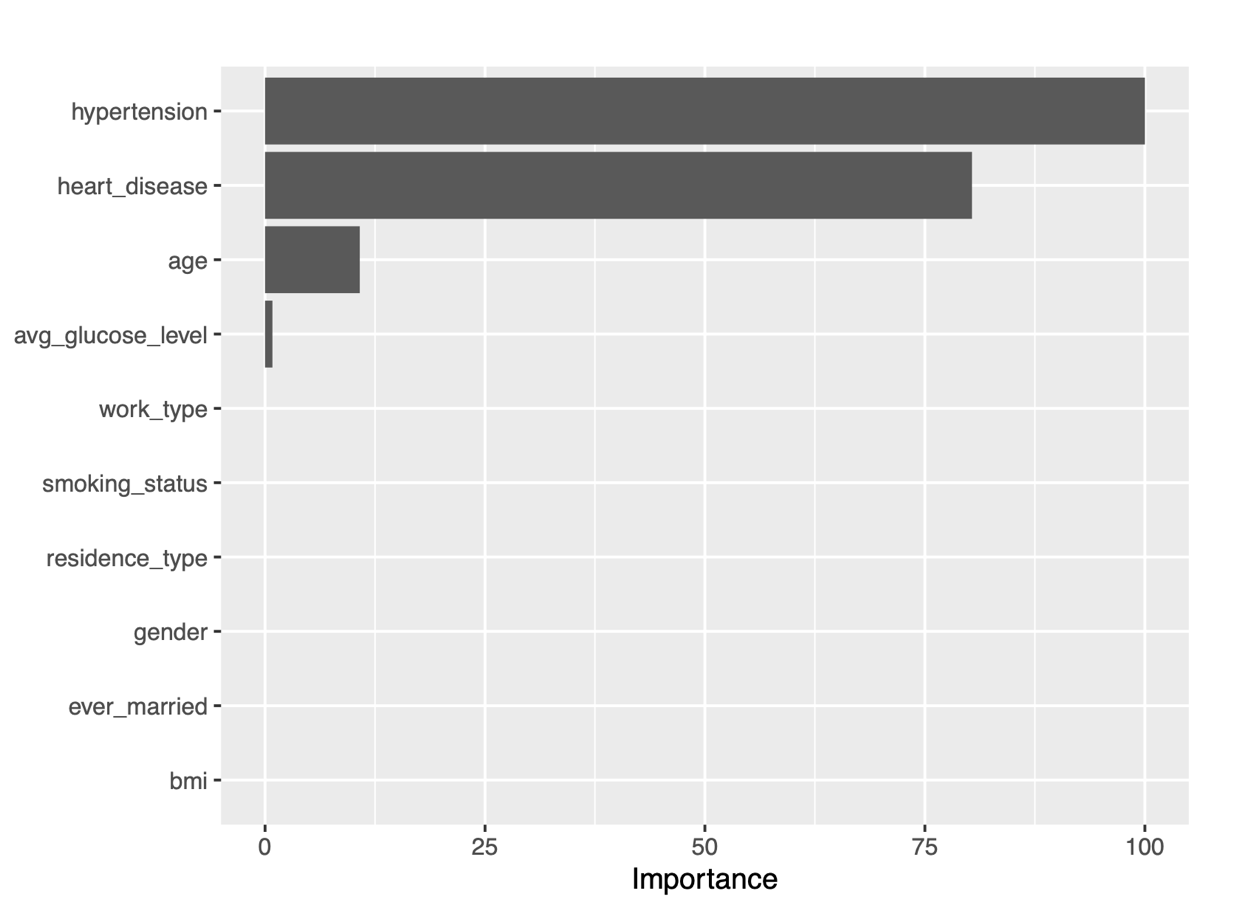 hypertension
heart_disease
age
avg_glucose_level
work_type
smoking_status
residence_type
gender
ever_married
bmi
0 25 50 75 100
Importance